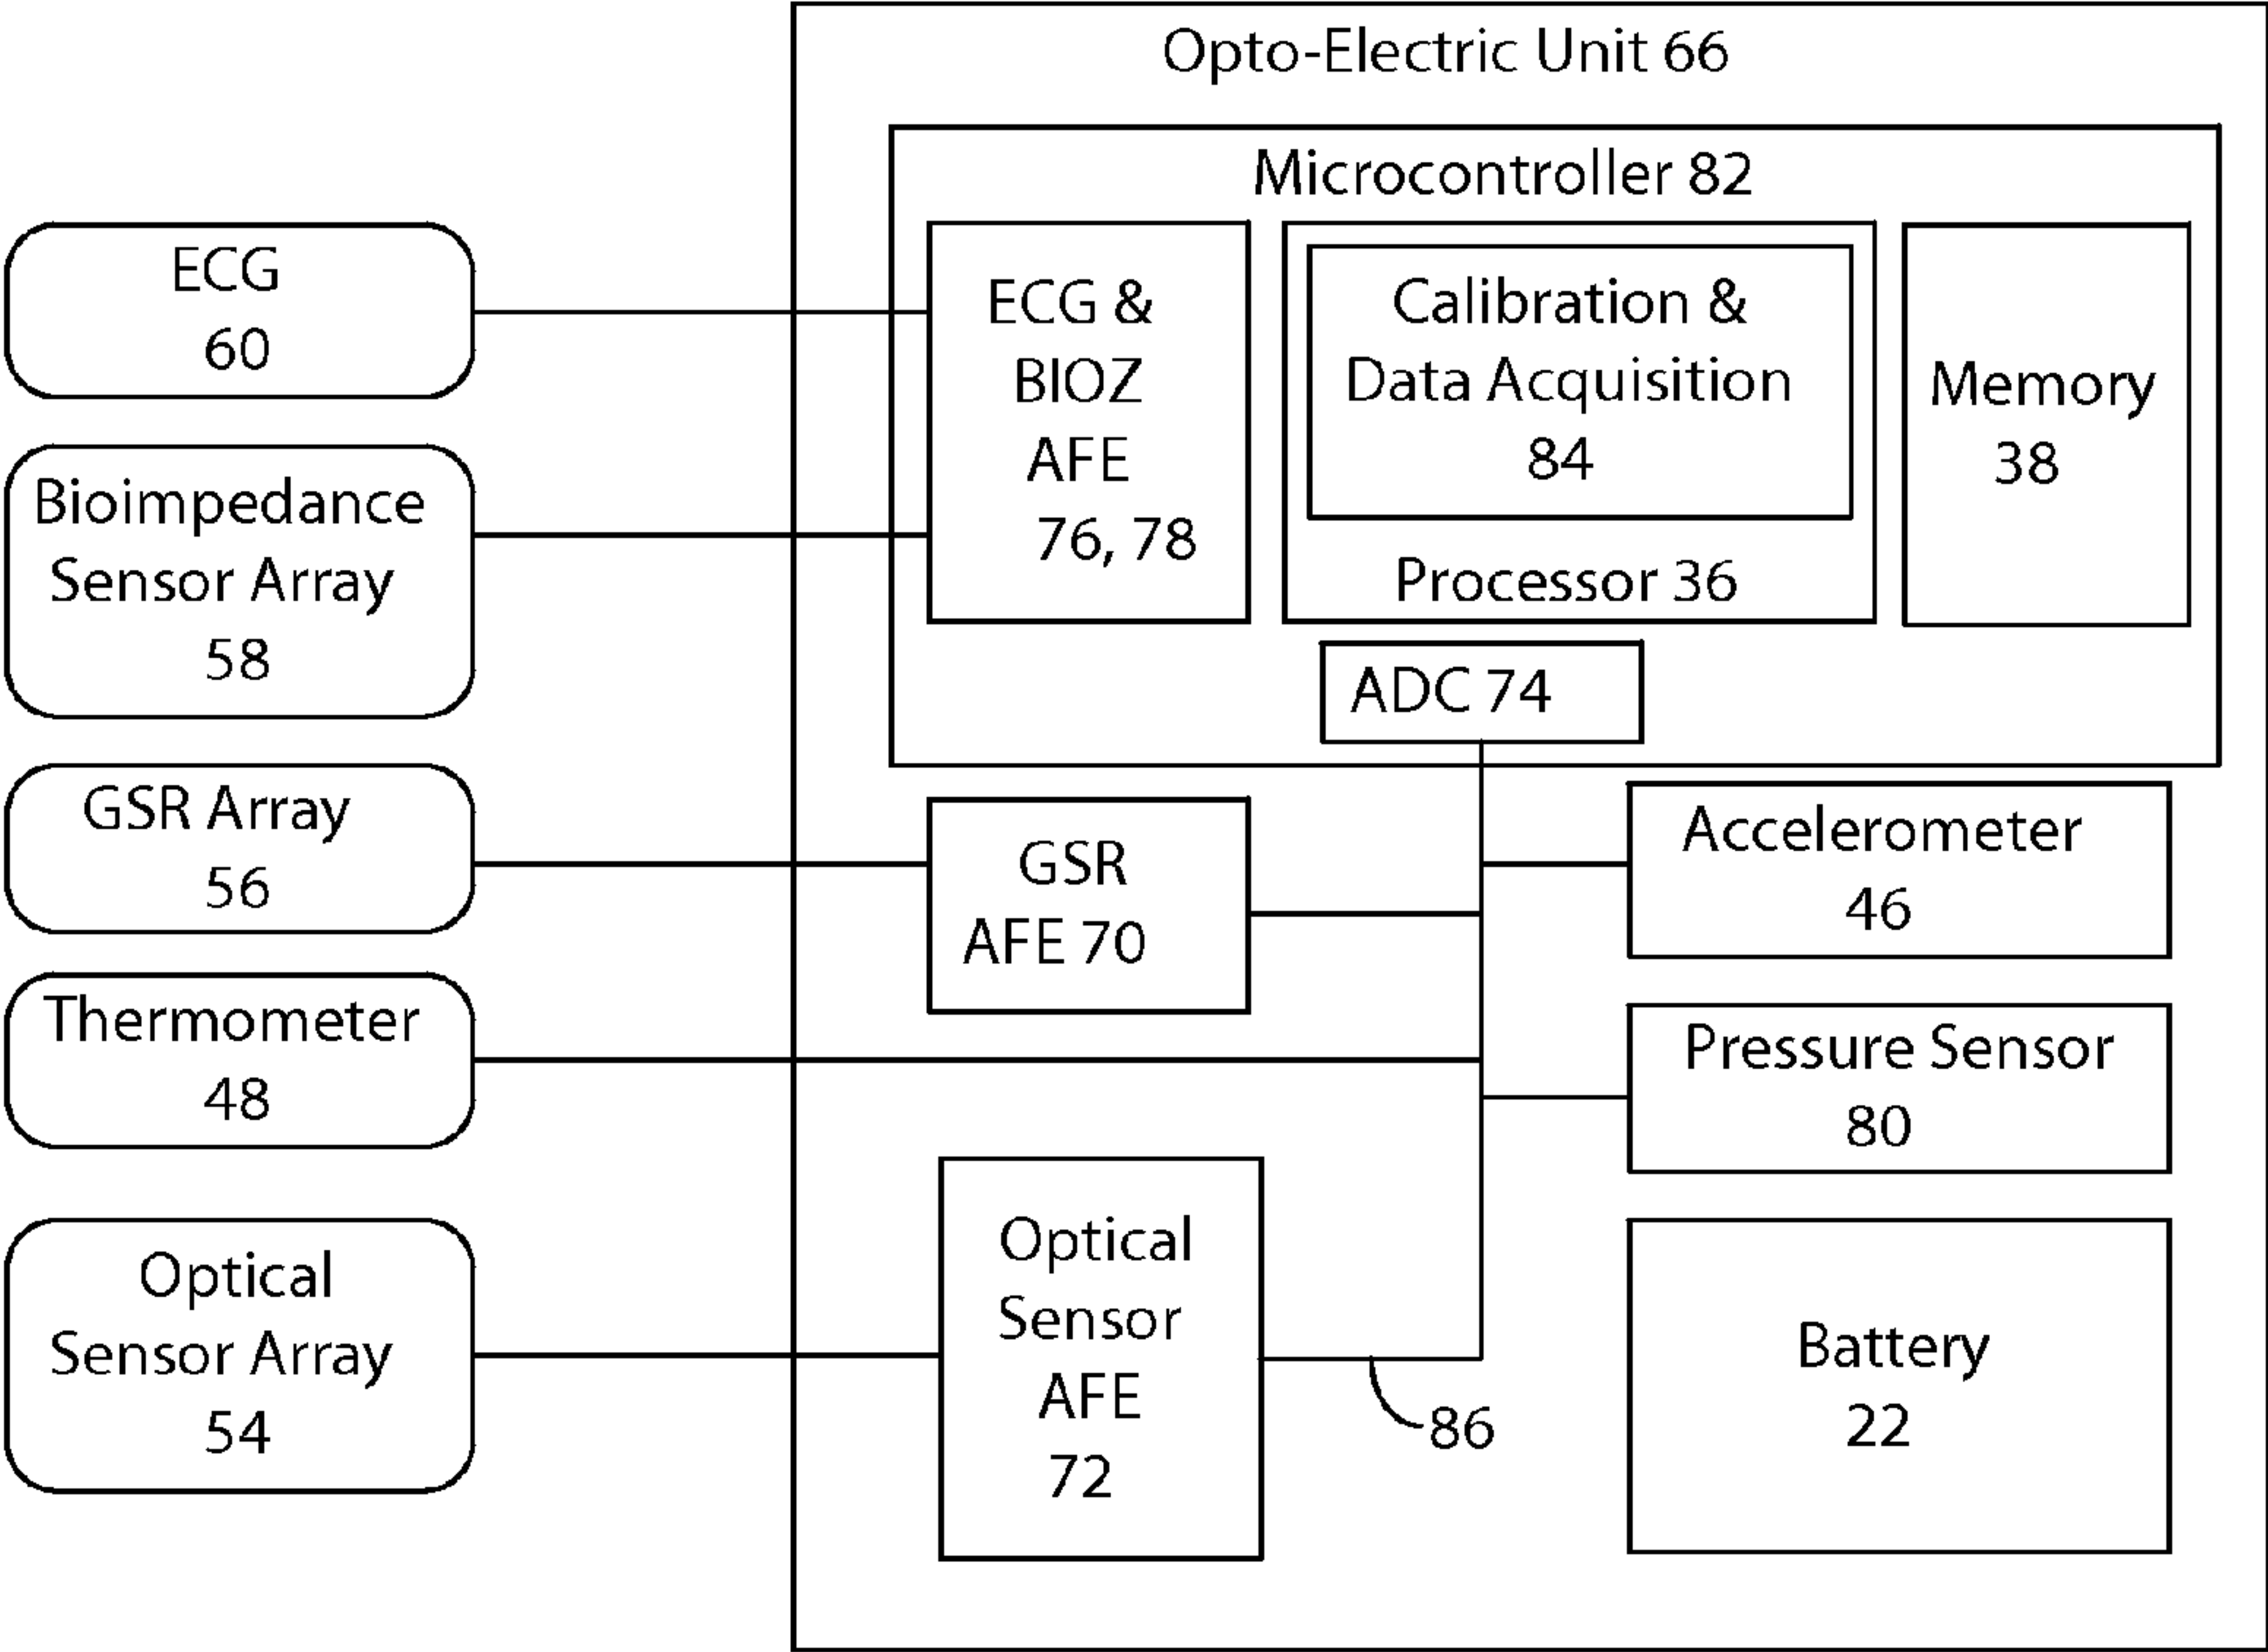 Opto-Electric Unit 66
Microcontroller 82
ECG
60
Bioimpedance
Sensor Array
58
GSR Array
56
Thermometer
48
Optical
Sensor Array
54
ECG &
BIOZ
AFE
76, 78
Calibration &
Data Acquisition
84
Processor 36
Memory
38
ADC 74
GSR
AFE 70
Accelerometer
46
Pressure Sensor
80
Optical
Sensor
AFE
72
86
Battery
22